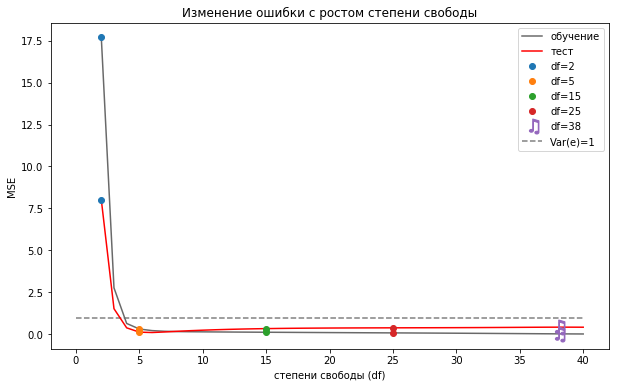 Изменение ошибки с ростом степени свободы
17.5
15.0
12.5
10.0
7.5
5.0
2.5
0.0
MSE
обучение
тест
df=2
df=5
df=15
df=25
df=38
Var(e)=1
0 5 10 15 20 25 30 35 40
степени свободы (df)